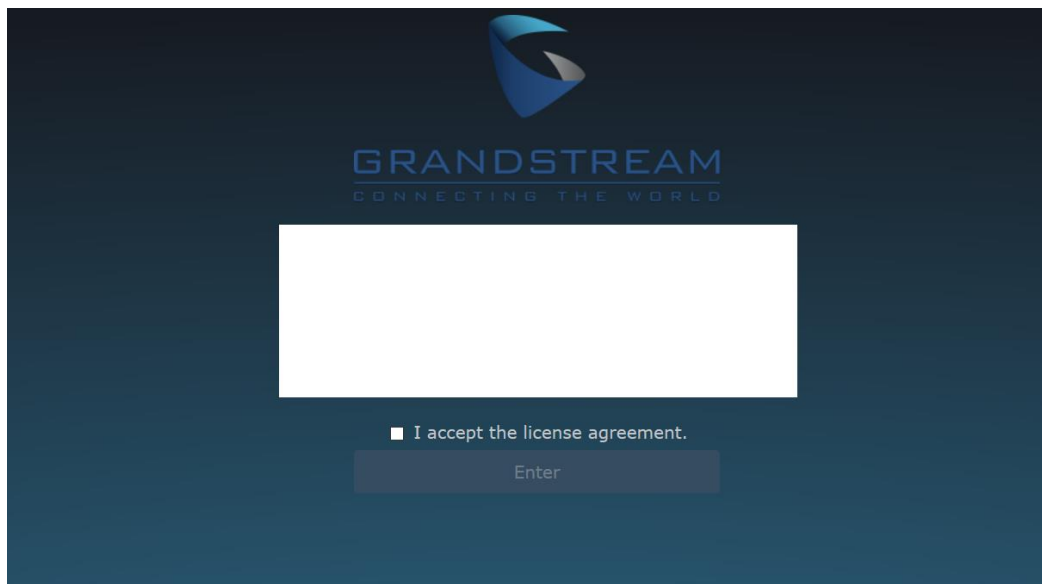 GRANDSTREAM
CONNECTING THE WORLD
I accept the license agreement.
Enter